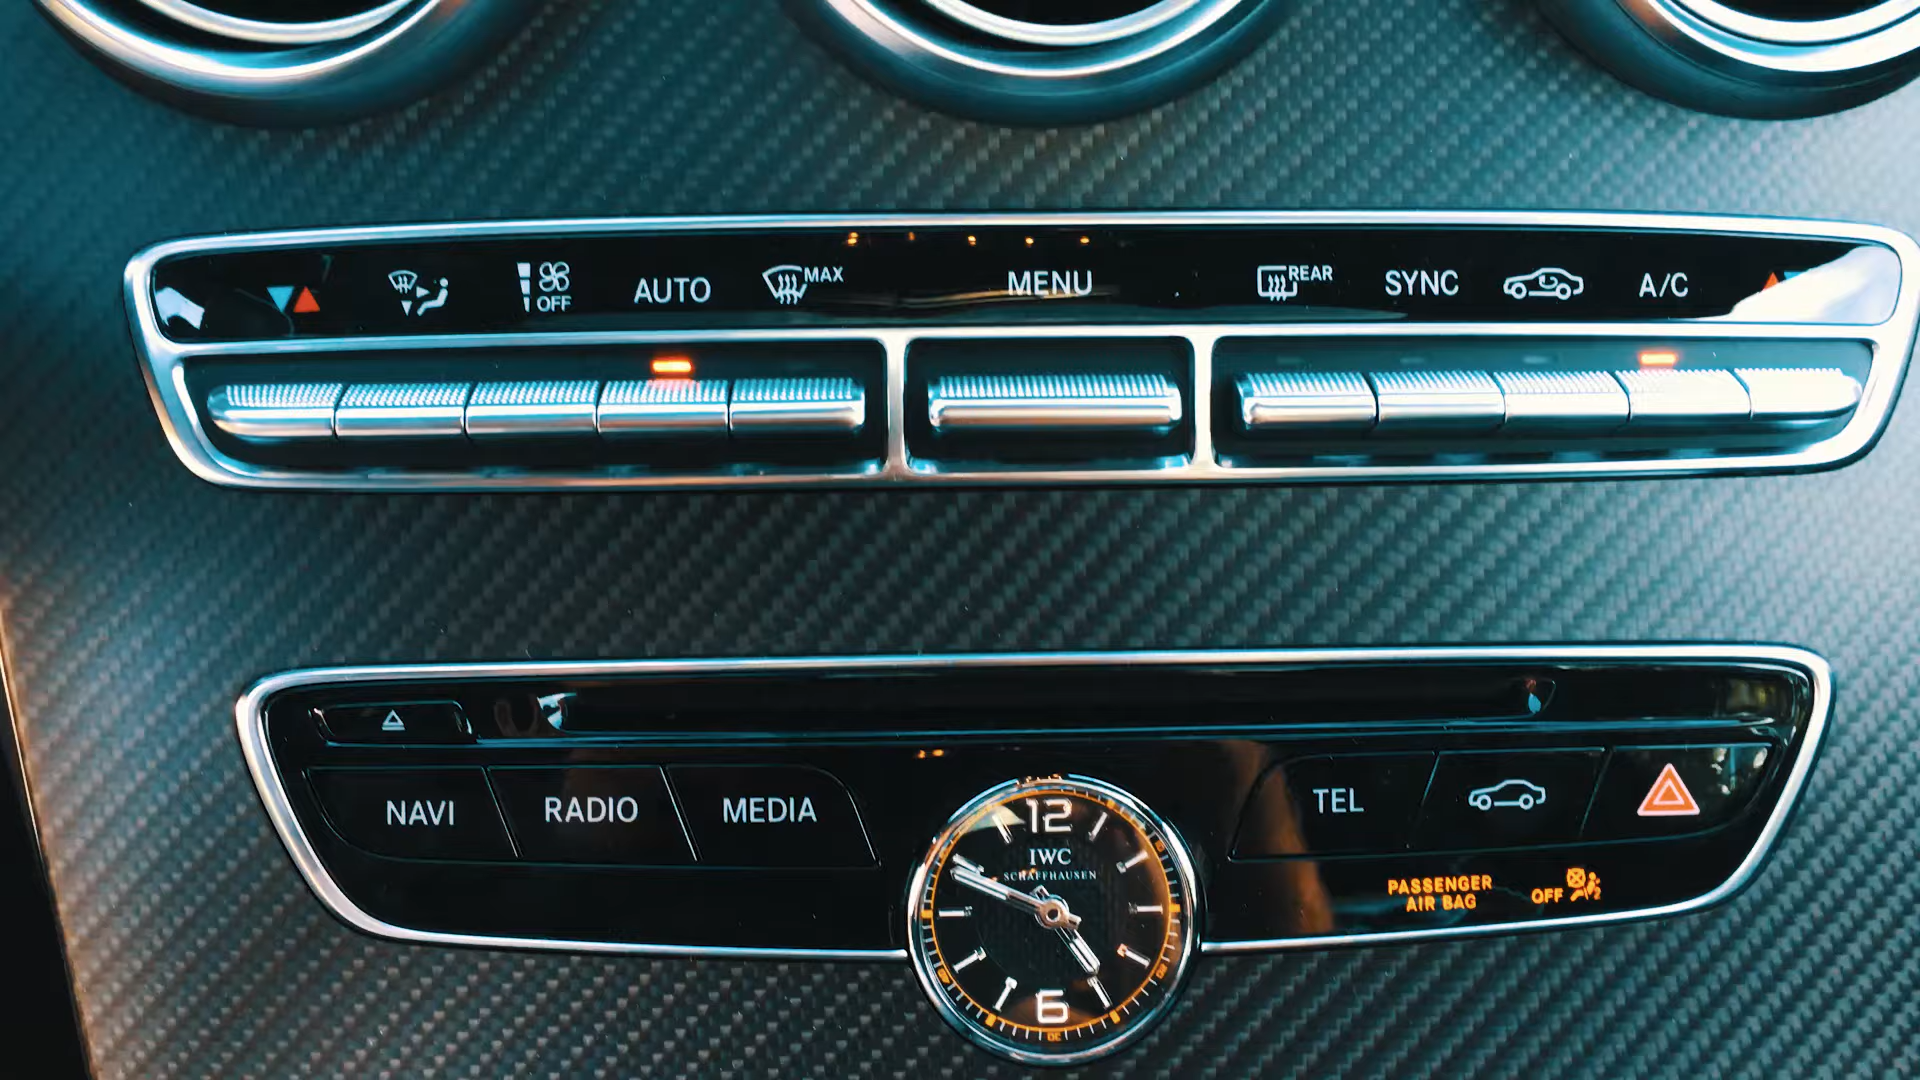 OFF
AUTO
MAX
MENU
REAR
SYNC
A/C
NAVI
RADIO
MEDIA
12
IWC
SCHAFFHAUSEN
6
TEL
PASSENGER
AIR BAG
OFF